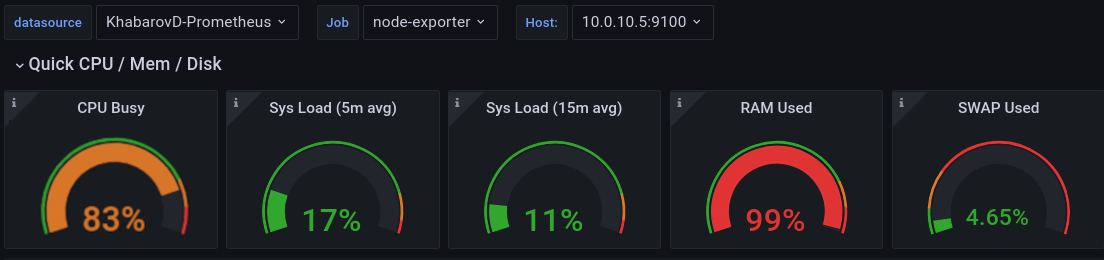 datasource KhabarovD-Prometheus Job node-exporter Host: 10.0.10.5:9100
Quick CPU / Mem / Disk
i CPU Busy i Sys Load (5m avg) i Sys Load (15m avg) i RAM Used i SWAP Used
83% 17% 11% 99% 4.65%